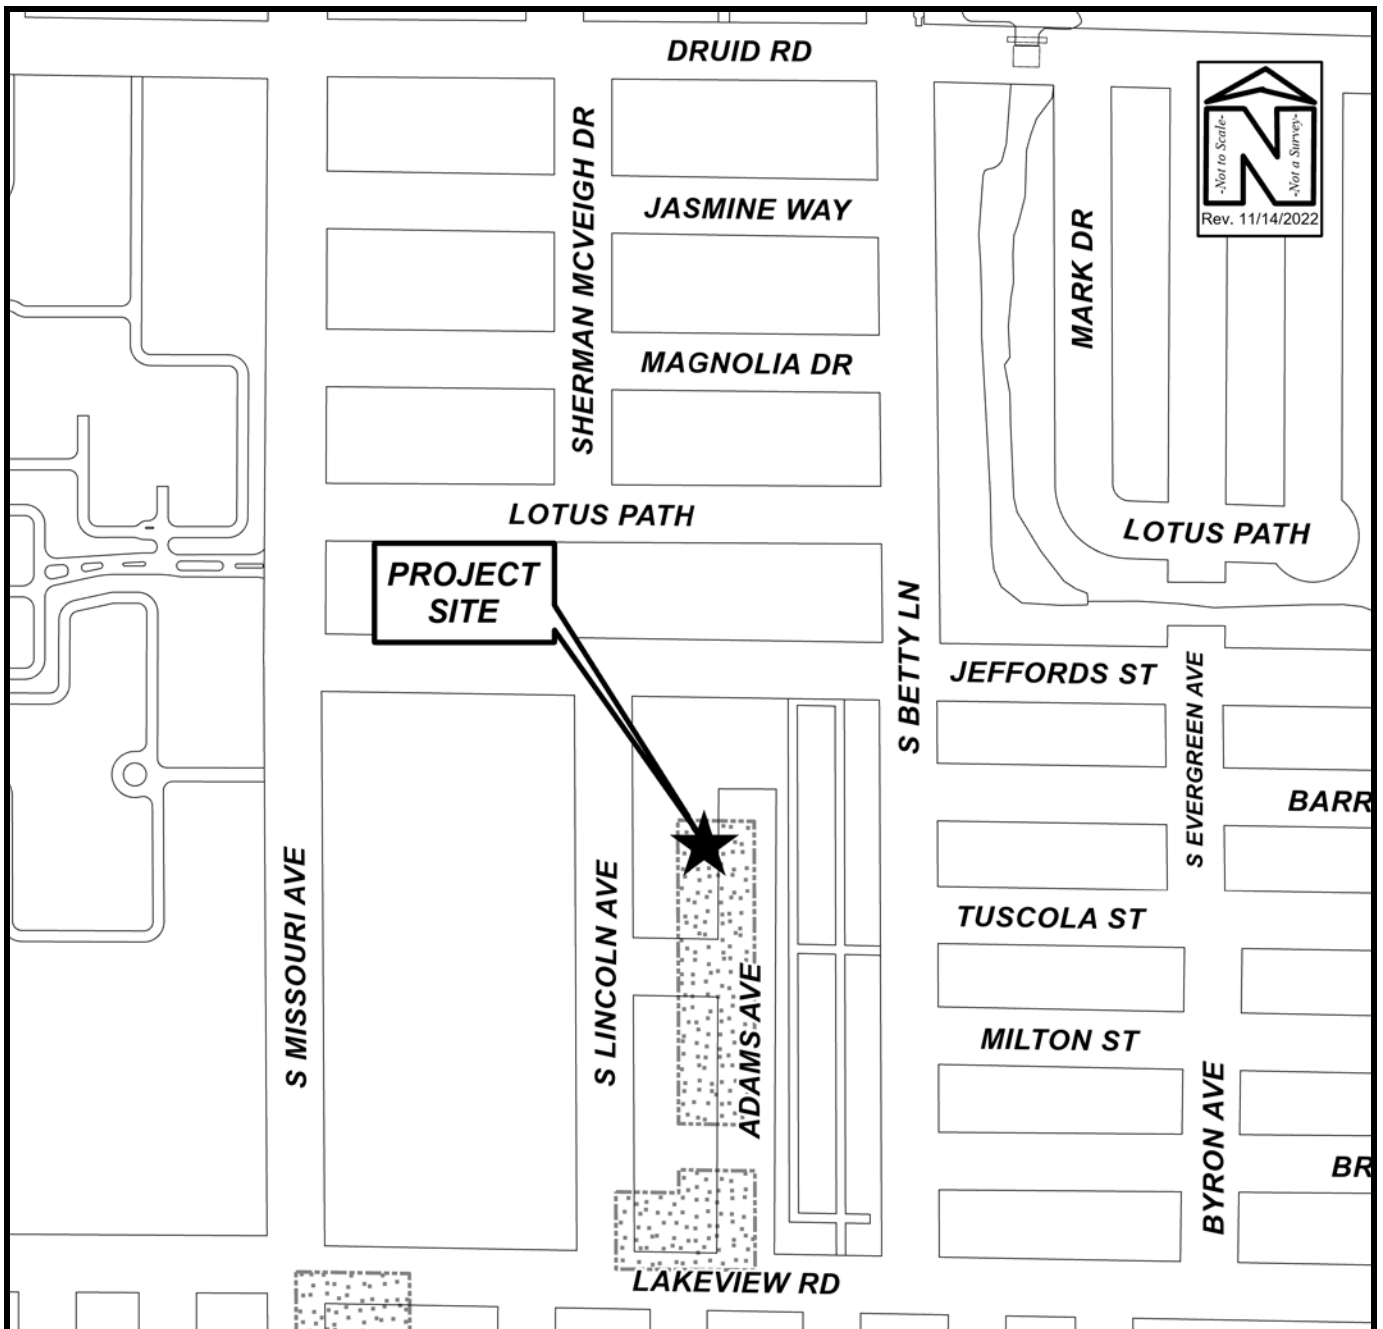 DRUID RD
-Not to Scale-
-Not a Survey-
Rev. 11/14/2022
SHERMAN MCVEIGH DR
JASMINE WAY
MARK DR
MAGNOLIA DR
LOTUS PATH
LOTUS PATH
PROJECT
SITE
S BETTY LN
JEFFORDS ST
S EVERGREEN AVE
BARR
S MISSOURI AVE
S LINCOLN AVE
TUSCOLA ST
ADAMS AVE
MILTON ST
BYRON AVE
BR
LAKEVIEW RD